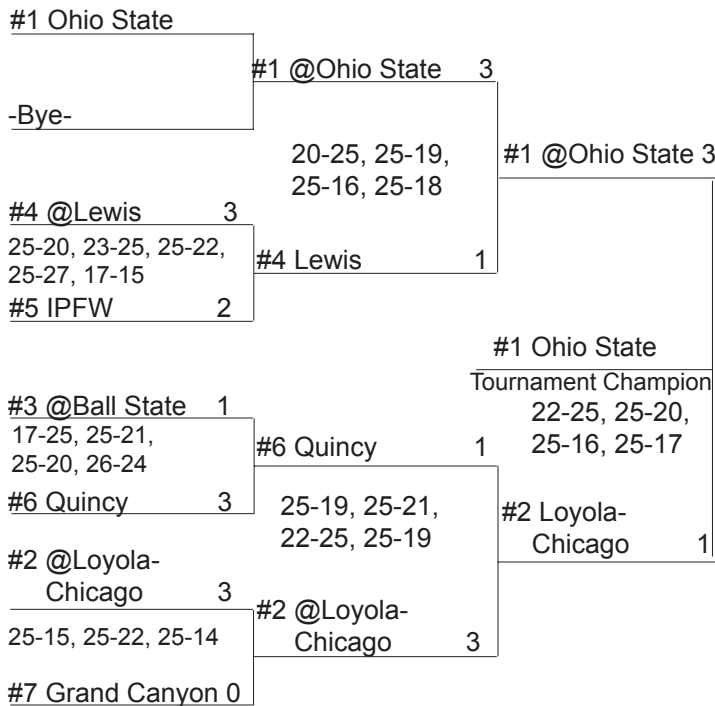 #1 Ohio State
-Bye-
#4 @Lewis 3
25-20, 23-25, 25-22,
25-27, 17-15
#5 IPFW 2
#3 @Ball State 1
17-25, 25-21,
25-20, 26-24
#6 Quincy 3
#2 @Loyola-
Chicago 3
25-15, 25-22, 25-14
#7 Grand Canyon 0
#1 @Ohio State 3
20-25, 25-19,
25-16, 25-18
#4 Lewis 1
#6 Quincy 1
25-19, 25-21,
22-25, 25-19
#2 @Loyola-
Chicago 3
#1 @Ohio State 3
#1 Ohio State
Tournament Champion
22-25, 25-20,
25-16, 25-17
#2 Loyola-
Chicago 1